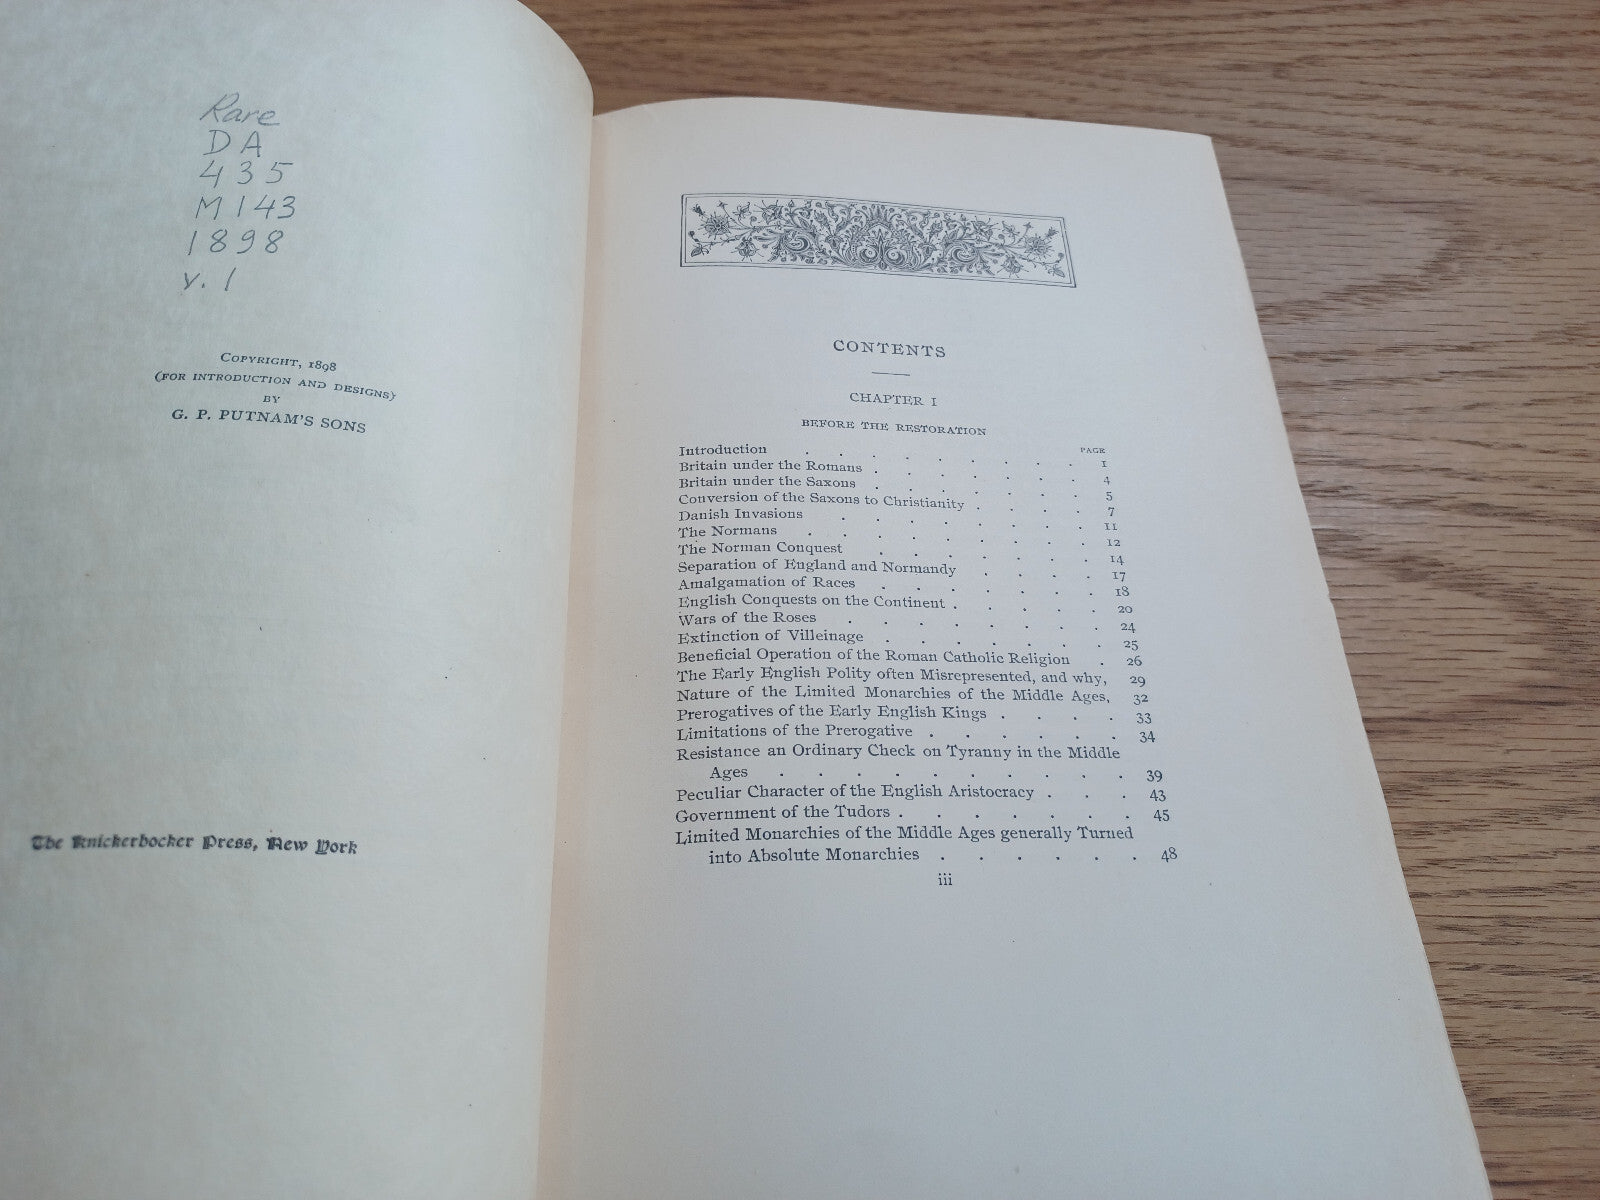 Rare
DA
435
M143
1898
v. 1
COPYRIGHT, 1898
(FOR INTRODUCTION AND DESIGNS)
BY
G. P. PUTNAM'S SONS
The Knickerbocker Press, New York
CONTENTS
CHAPTER I
BEFORE THE RESTORATION
PAGE
Introduction . . . . . . . . 1
Britain under the Romans . . . . . . 4
Britain under the Saxons . . . . . . 5
Conversion of the Saxons to Christianity . . . . 7
Danish Invasions . . . . . . . 11
The Normans . . . . . . . . 12
The Norman Conquest . . . . . . 14
Separation of England and Normandy . . . . 17
Amalgamation of Races . . . . . . 18
English Conquests on the Continent . . . . . 20
Wars of the Roses . . . . . . . 24
Extinction of Villeinage . . . . . . 25
Beneficial Operation of the Roman Catholic Religion . 26
The Early English Polity often Misrepresented, and why, 29
Nature of the Limited Monarchies of the Middle Ages, 32
Prerogatives of the Early English Kings . . . . 33
Limitations of the Prerogative . . . . . . 34
Resistance an Ordinary Check on Tyranny in the Middle
Ages . . . . . . . . . . 39
Peculiar Character of the English Aristocracy . . . 43
Government of the Tudors . . . . . . . 45
Limited Monarchies of the Middle Ages generally Turned
into Absolute Monarchies . . . . . . 48
iii